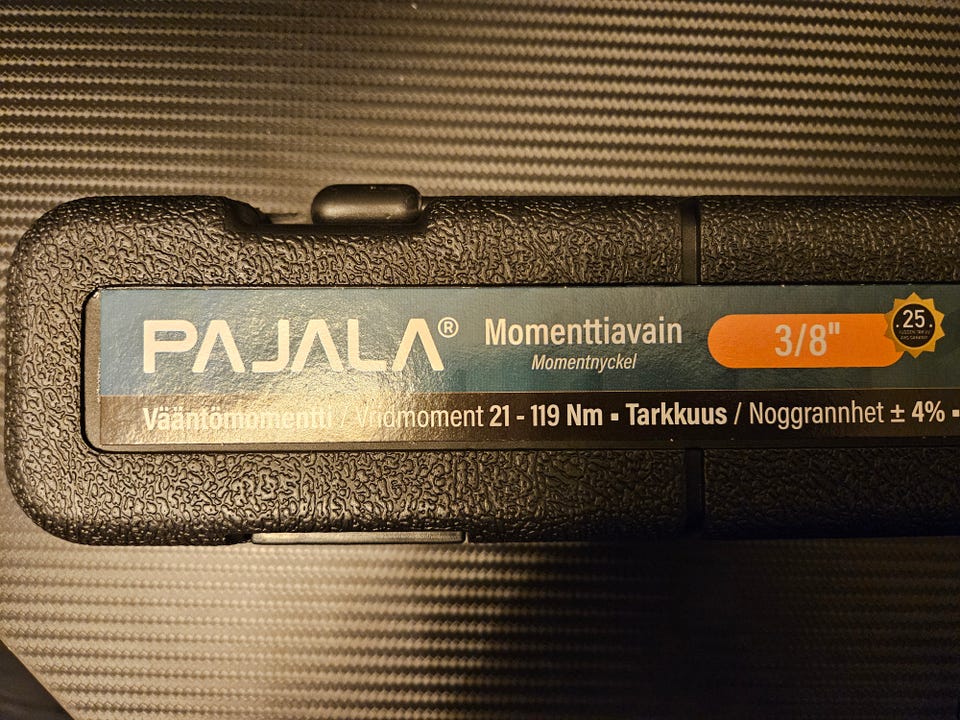 PAJALA®
Momenttiavain
Momentnyckel
3/8"
25
Vääntömomentti / Vridmoment 21 - 119 Nm ▪ Tarkkuus / Noggrannhet ± 4% ▪